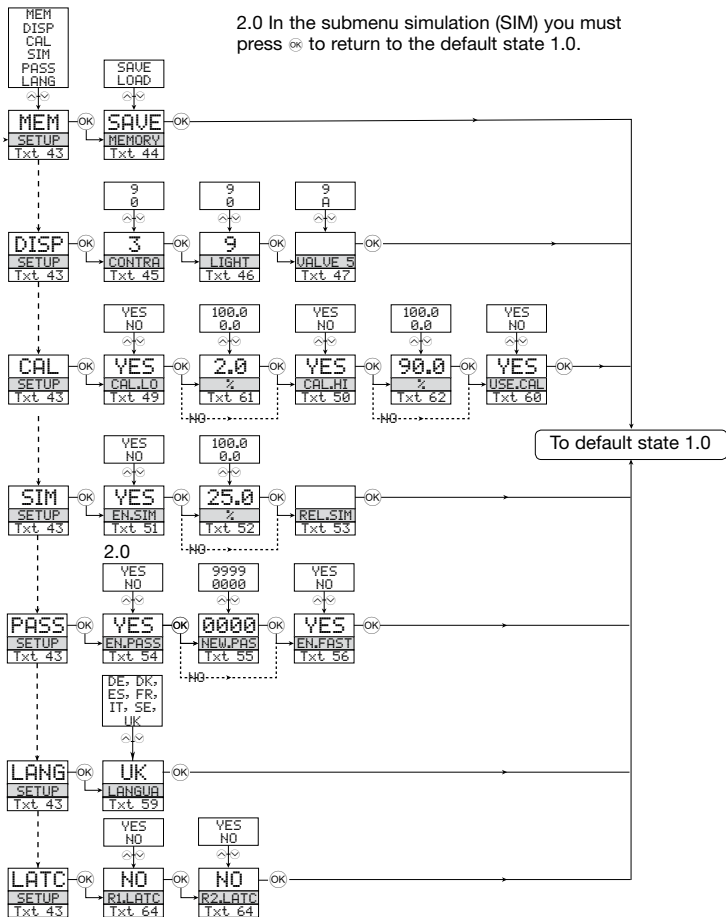 2.0 In the submenu simulation (SIM) you must
press OK to return to the default state 1.0.
MEM
DISP
CAL
SIM
PASS
LANG
SAVE
LOAD
MEM OK SAVE OK
SETUP MEMORY
Txt 43 Txt 44
9 9 9
0 0 A
DISP OK 3 OK 9 OK OK
SETUP CONTRA LIGHT VALVE 5
Txt 43 Txt 45 Txt 46 Txt 47
YES 100.0 YES 100.0 YES
NO 0.0 NO 0.0 NO
CAL OK YES OK 2.0 OK YES OK 90.0 OK YES OK
SETUP CAL.LO % CAL.HI % USE.CAL
Txt 43 Txt 49 Txt 61 Txt 50 Txt 62 Txt 60
NO NO
To default state 1.0
YES 100.0
NO 0.0
SIM OK YES OK 25.0 OK OK
SETUP EN.SIM % REL.SIM
Txt 43 Txt 51 Txt 52 Txt 53
NO
2.0
YES 9999 YES
NO 0000 NO
PASS OK YES OK 0000 OK YES OK
SETUP EN.PASS NEW.PAS EN.FAST
Txt 43 Txt 54 Txt 55 Txt 56
NO
DE, DK,
ES, FR,
IT, SE,
UK
LANG OK UK OK
SETUP LANGUA
Txt 43 Txt 59
YES YES
NO NO
LATC OK NO OK NO OK
SETUP R1.LATC R2.LATC
Txt 43 Txt 64 Txt 64